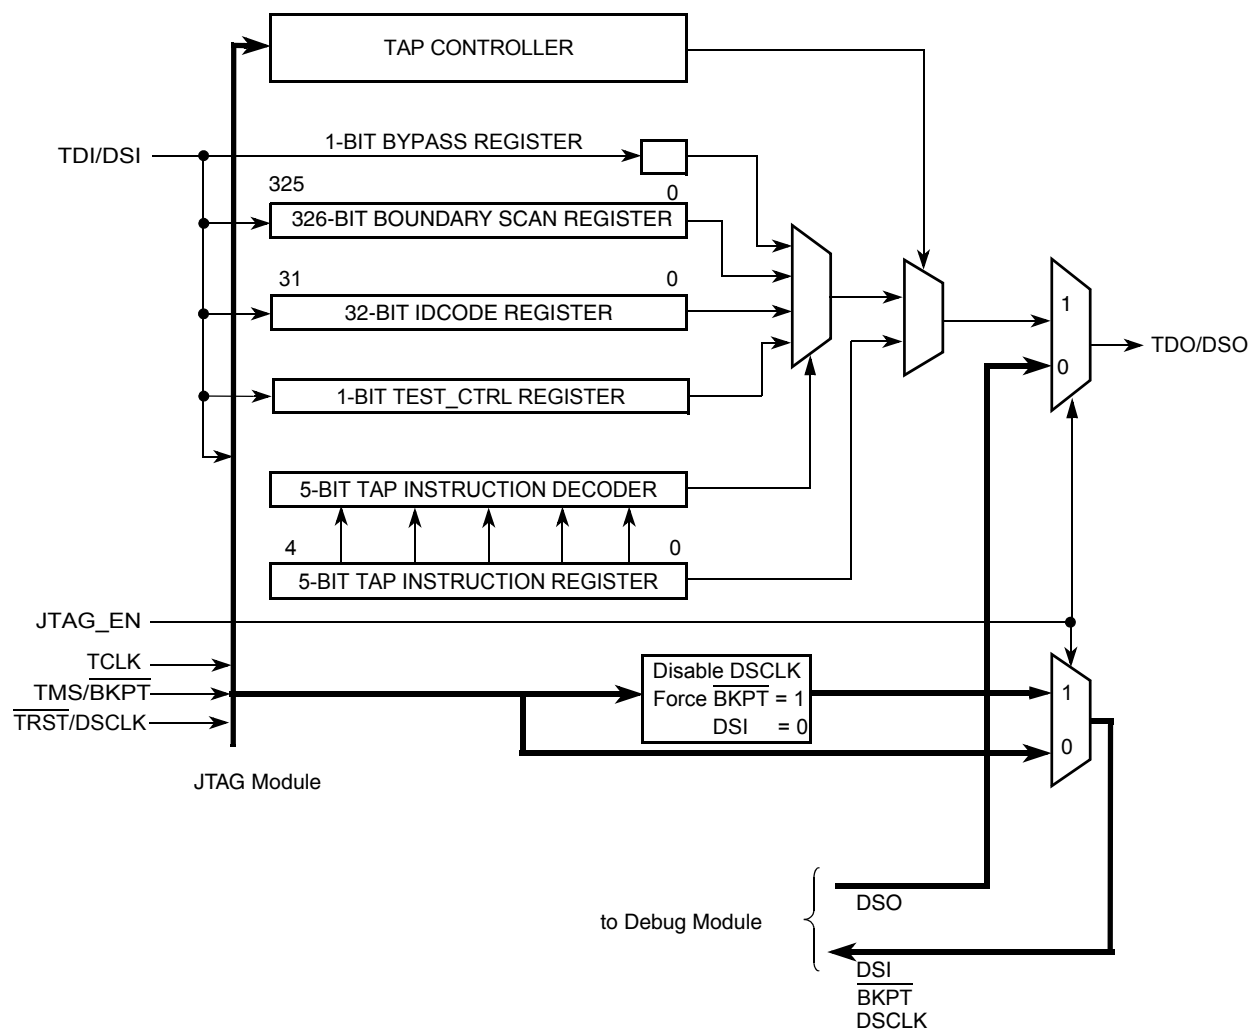 TAP CONTROLLER
1-BIT BYPASS REGISTER
TDI/DSI
325
0
326-BIT BOUNDARY SCAN REGISTER
31
0
32-BIT IDCODE REGISTER
1
TDO/DSO
0
1-BIT TEST_CTRL REGISTER
5-BIT TAP INSTRUCTION DECODER
4
0
5-BIT TAP INSTRUCTION REGISTER
JTAG_EN
TCLK
TMS/BKPT
TRST/DSCLK
Disable DSCLK
Force BKPT = 1
DSI = 0
1
0
JTAG Module
DSO
to Debug Module
DSI
BKPT
DSCLK